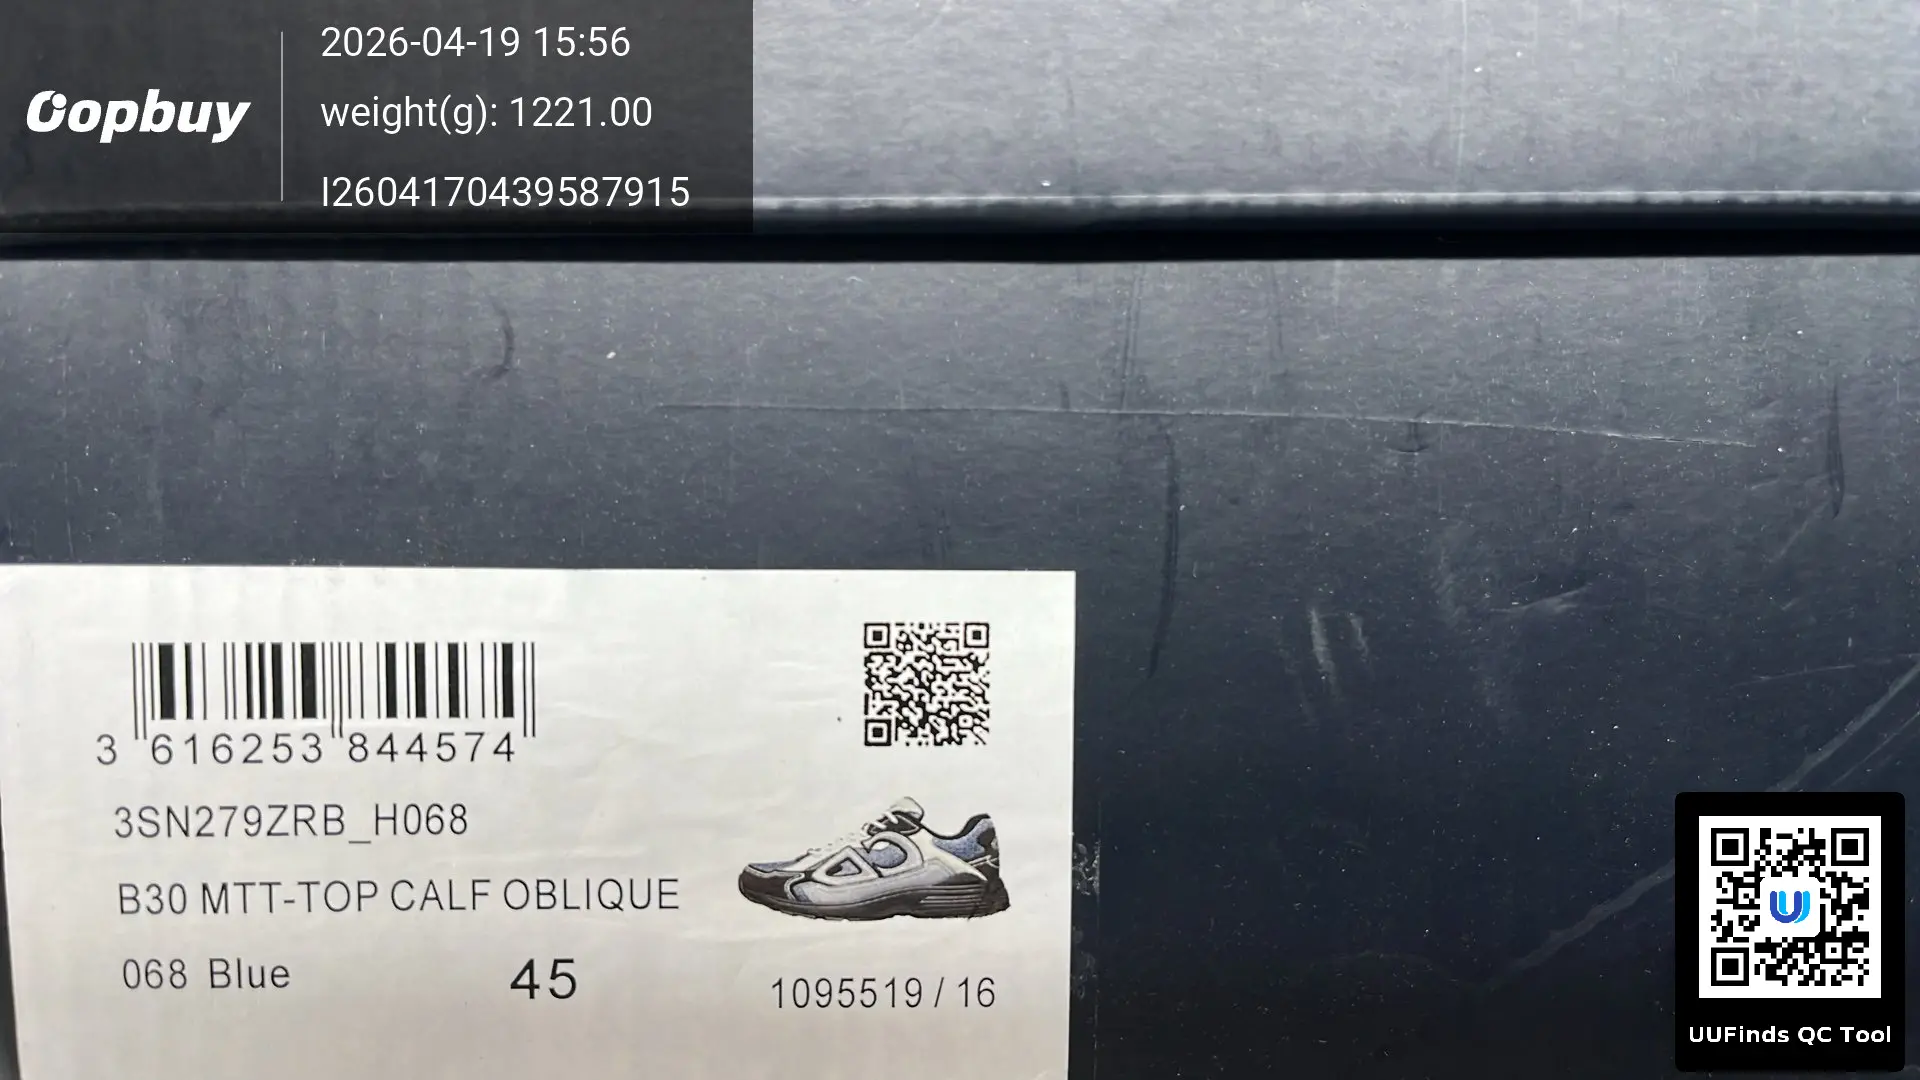 Oopbuy
2026-04-19 15:56
weight(g): 1221.00
I2604170439587915
3 616253 844574
3SN279ZRB_H068
B30 MTT-TOP CALF OBLIQUE
068 Blue
45
1095519 / 16
UUFinds QC Tool